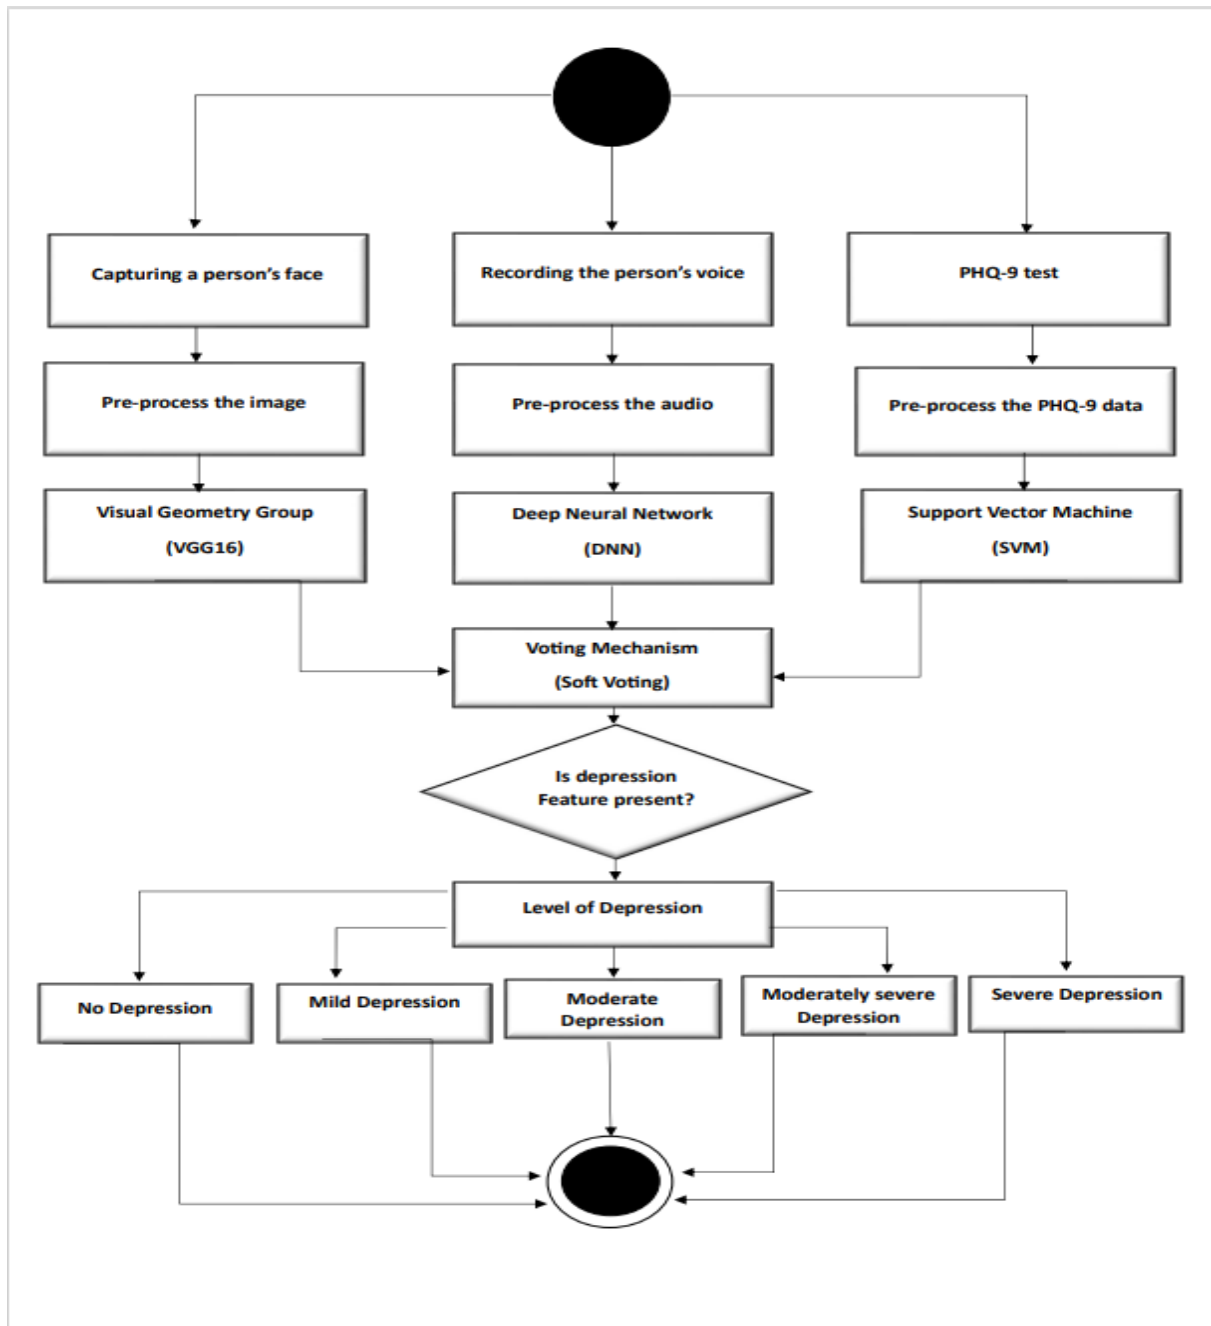 Capturing a person’s face
Recording the person’s voice
PHQ-9 test
Pre-process the image
Pre-process the audio
Pre-process the PHQ-9 data
Visual Geometry Group
(VGG16)
Deep Neural Network
(DNN)
Support Vector Machine
(SVM)
Voting Mechanism
(Soft Voting)
Is depression
Feature present?
Level of Depression
No Depression
Mild Depression
Moderate
Depression
Moderately severe
Depression
Severe Depression